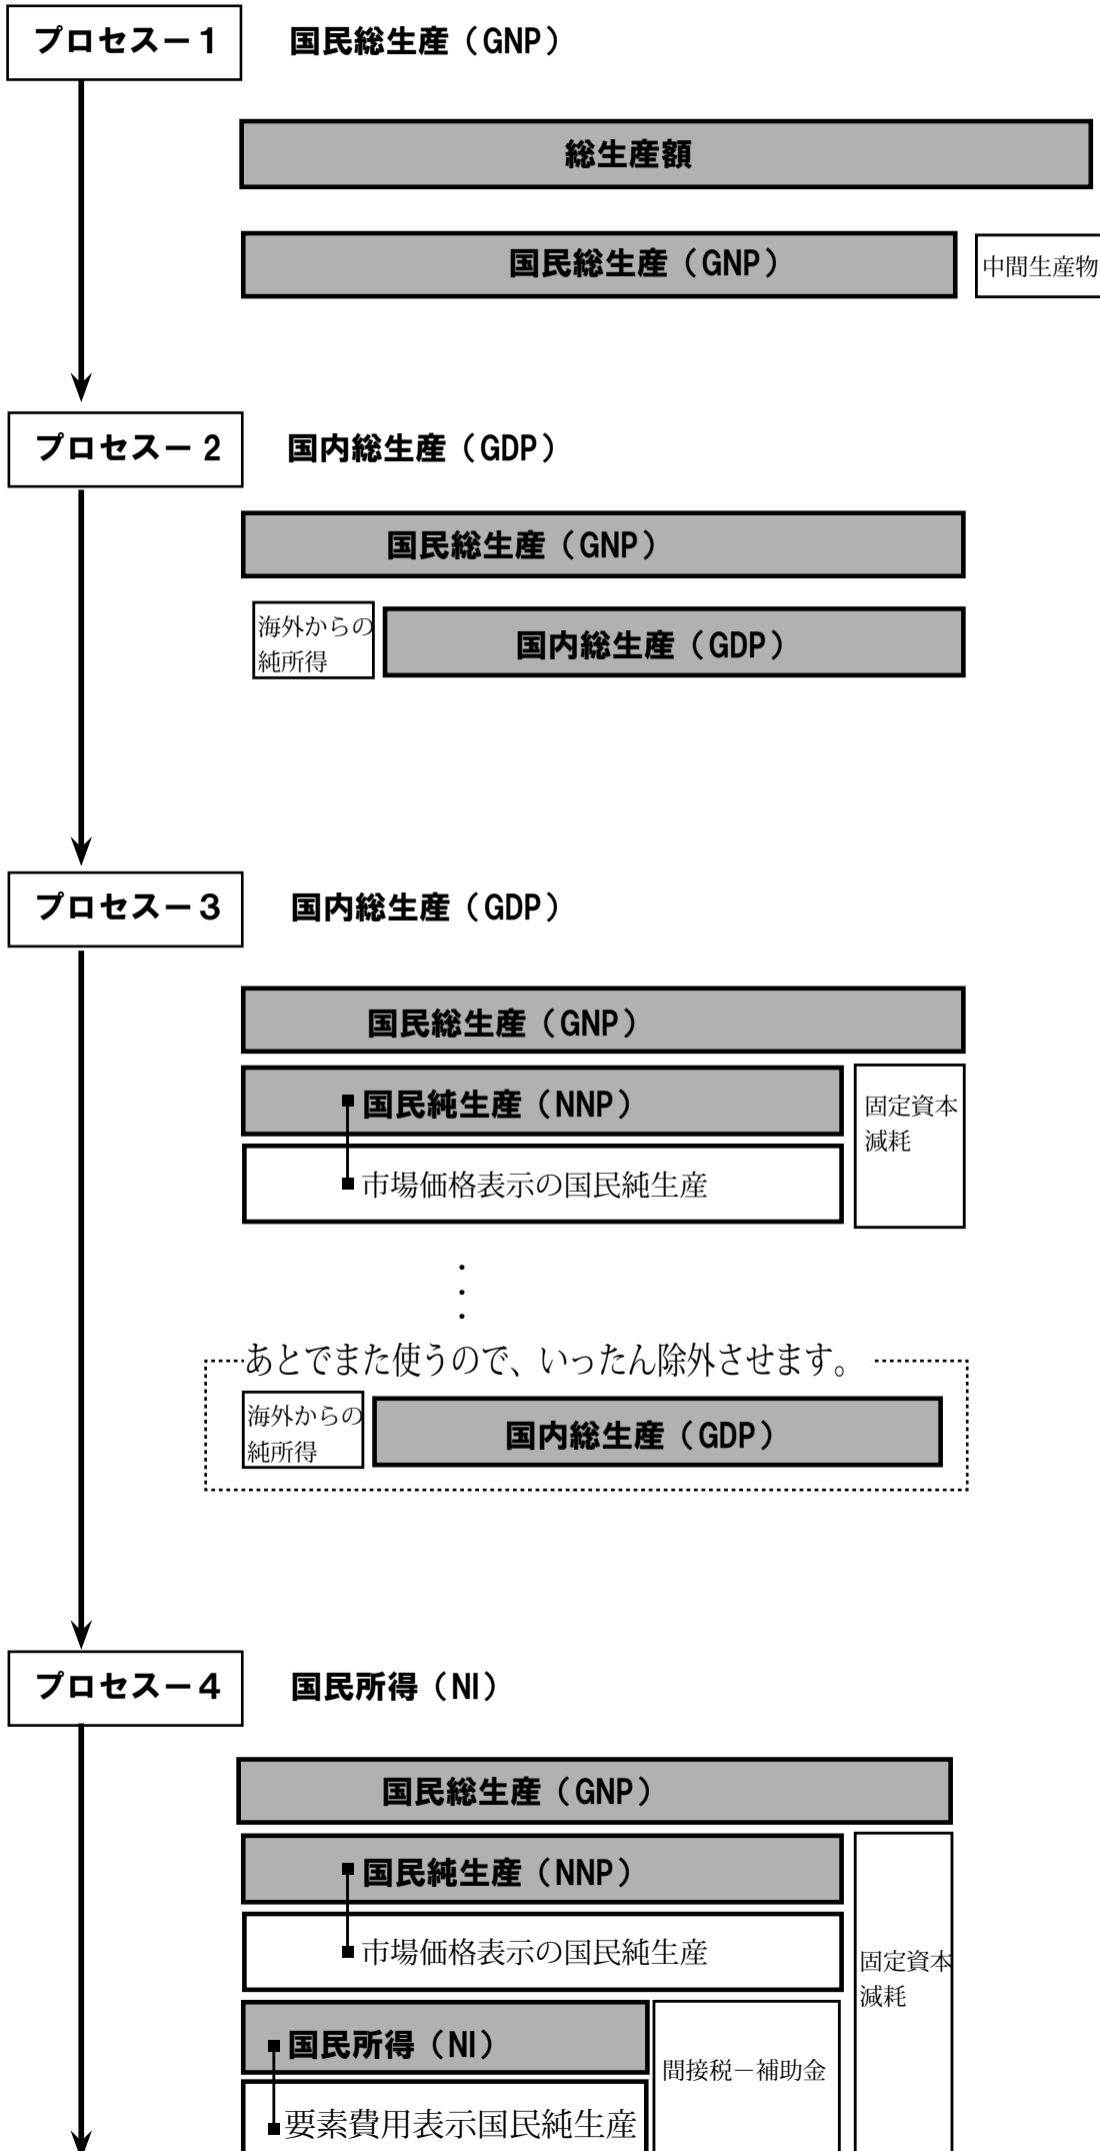 プロセスー1
国民総生産（GNP）
総生産額
国民総生産（GNP）
中間生産物
プロセスー2
国内総生産（GDP）
国民総生産（GNP）
海外からの
純所得
国内総生産（GDP）
プロセスー3
国内総生産（GDP）
国民総生産（GNP）
国民純生産（NNP）
固定資本
減耗
市場価格表示の国民純生産
あとでまた使うので、いったん除外させます。
海外からの
純所得
国内総生産（GDP）
プロセスー4
国民所得（NI）
国民総生産（GNP）
国民純生産（NNP）
市場価格表示の国民純生産
固定資本
減耗
国民所得（NI）
間接税－補助金
要素費用表示国民純生産